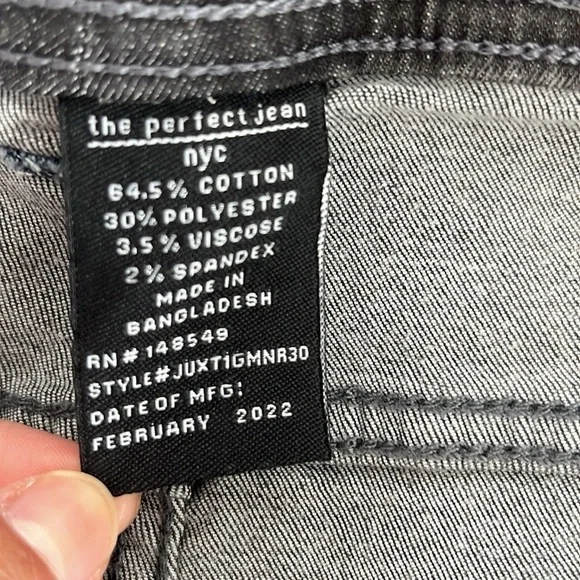 the perfect jean
nyc
64.5% COTTON
30% POLYESTER
3.5% VISCOSE
2% SPANDEX
MADE IN
BANGLADESH
RN# 148549
STYLE#JUXT1GMNR30
DATE OF MFG:
FEBRUARY 2022